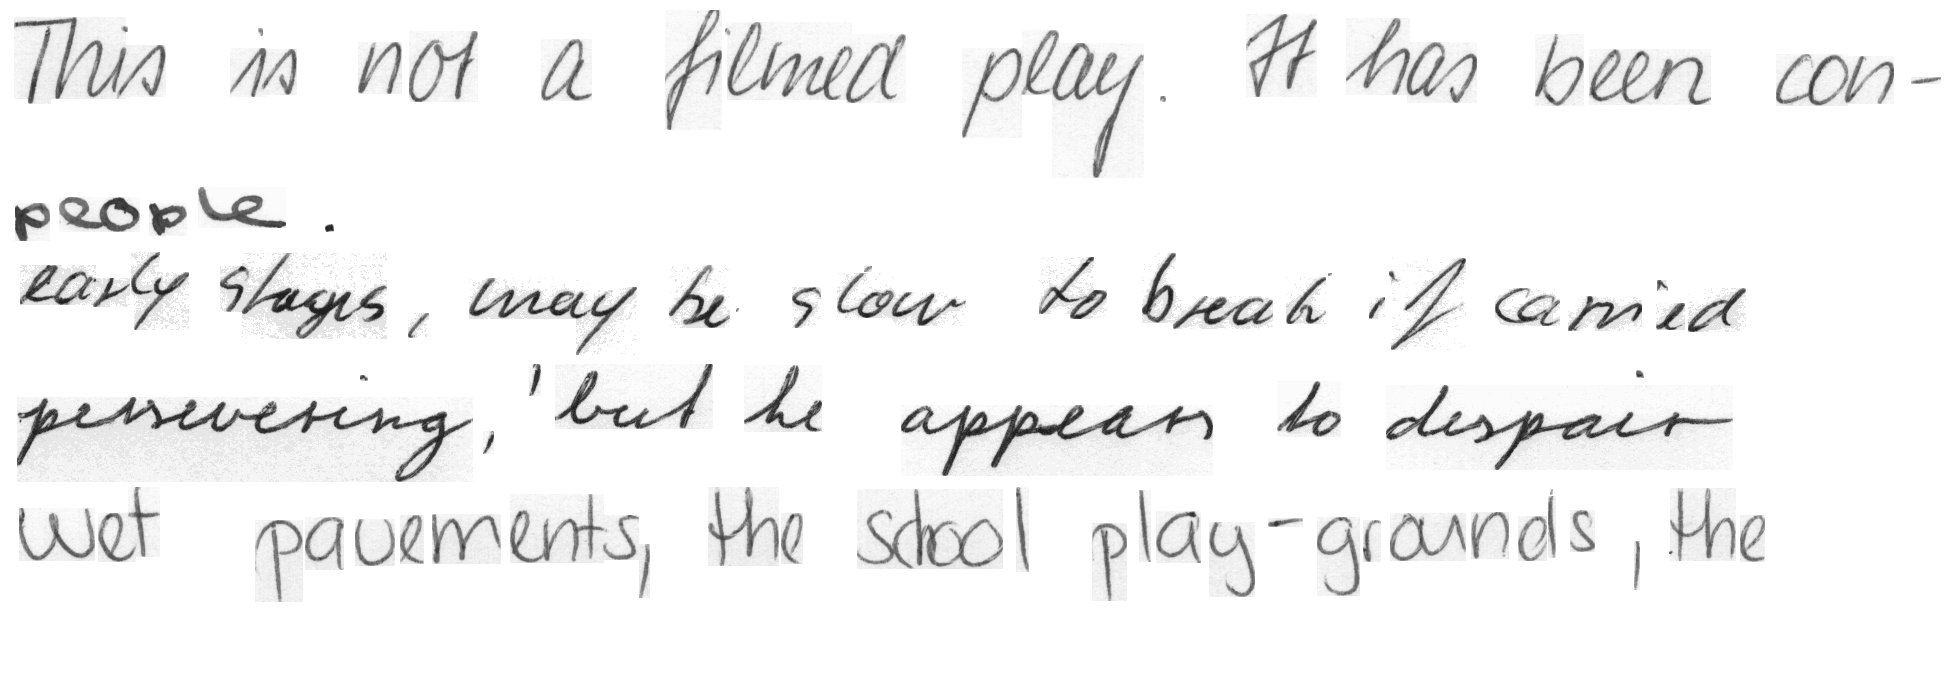 This is not a filmed play. It has been con-
people.
early stages, may be slow to break if carried
persevering, 'but he appears to despair
wet pavements, the school play-grounds, the